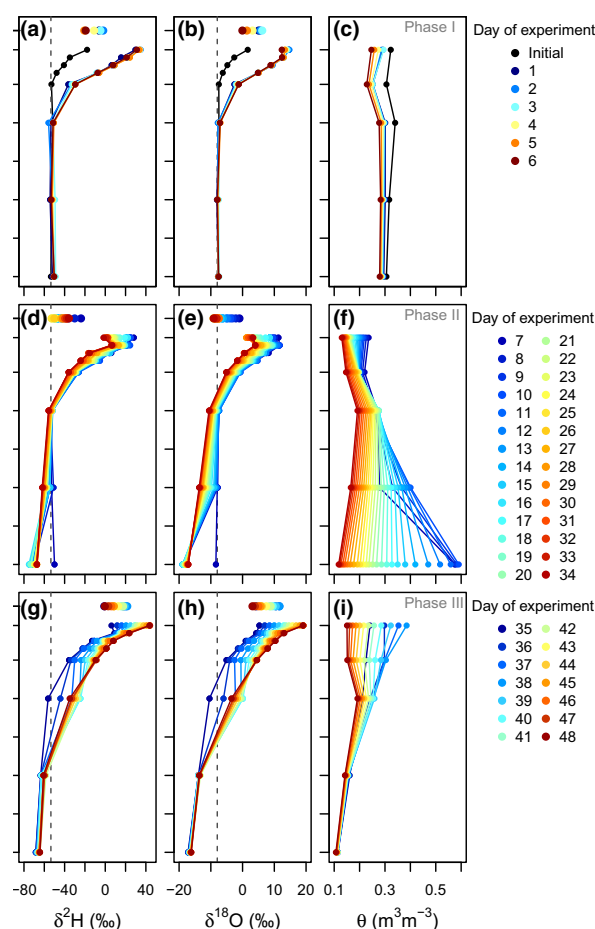 (a)
(b)
(c)
Phase I
Day of experiment
Initial
1
2
3
4
5
6
(d)
(e)
(f)
Phase II
Day of experiment
7 21
8 22
9 23
10 24
11 25
12 26
13 27
14 28
15 29
16 30
17 31
18 32
19 33
20 34
(g)
(h)
(i)
Phase III
Day of experiment
35 42
36 43
37 44
38 45
39 46
40 47
41 48
−80 −40 0 40 −20 0 20 0.1 0.3 0.5
δ²H (‰) δ¹⁸O (‰) θ (m³m⁻³)